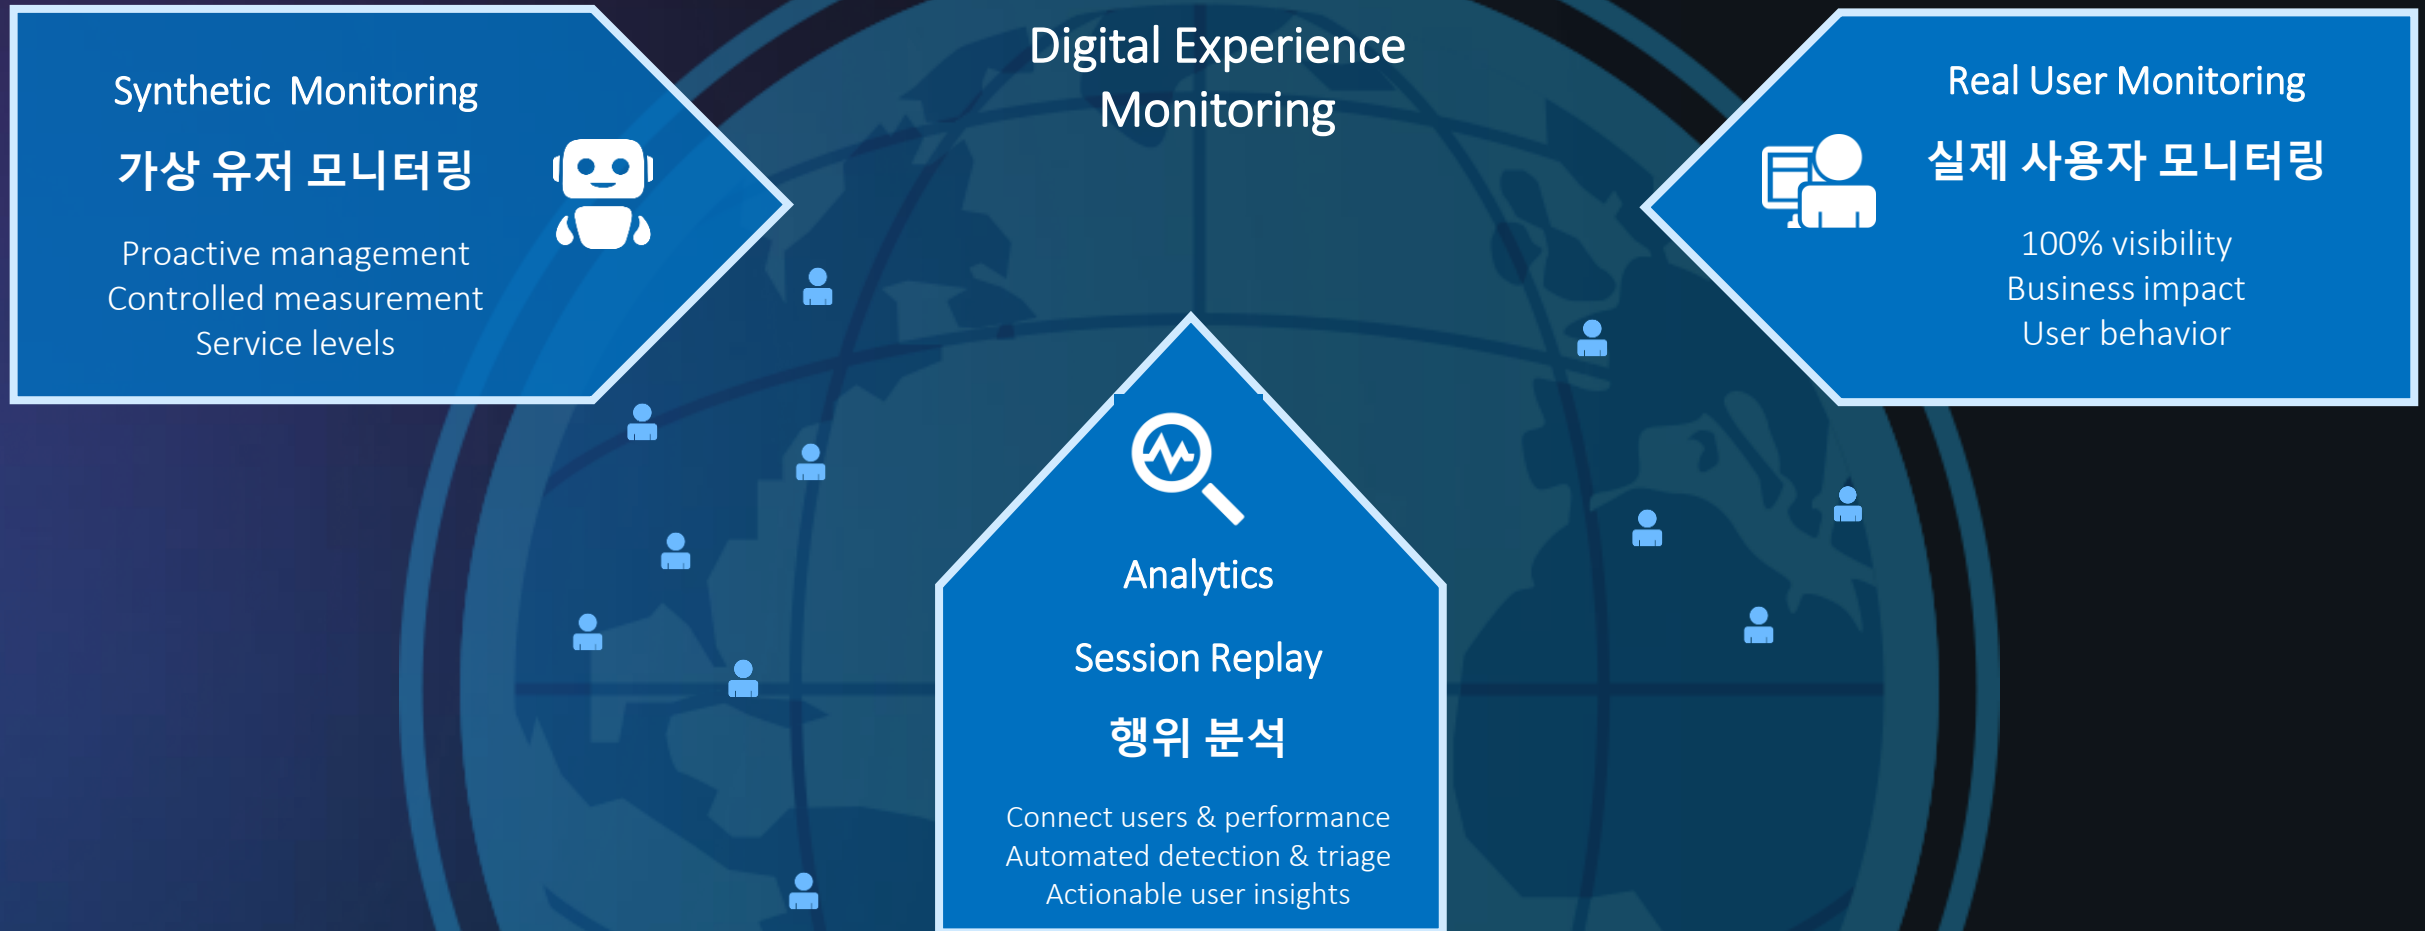 Digital Experience
Monitoring
Synthetic Monitoring
가상 유저 모니터링
Proactive management
Controlled measurement
Service levels
Real User Monitoring
실제 사용자 모니터링
100% visibility
Business impact
User behavior
Analytics
Session Replay
행위 분석
Connect users & performance
Automated detection & triage
Actionable user insights